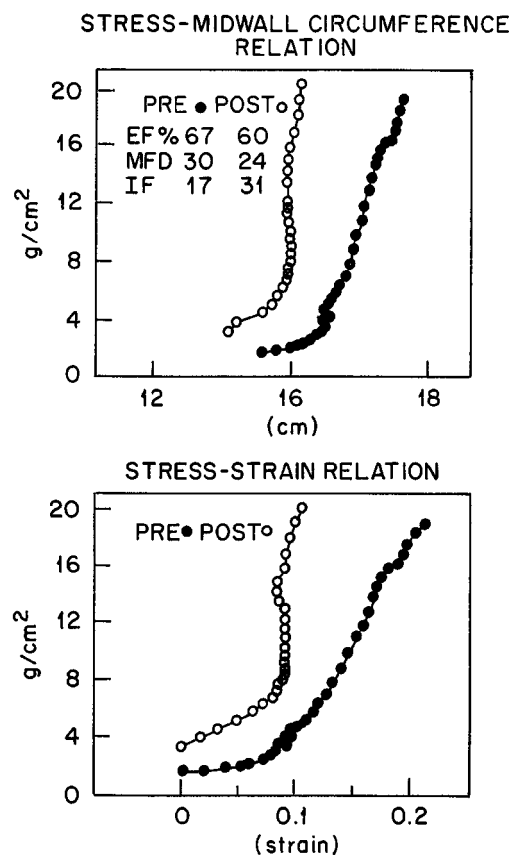 STRESS-MIDWALL CIRCUMFERENCE
RELATION
20
PRE ● POST ○
EF% 67 60
16
MFD 30 24
IF 17 31
12
g/cm²
8
4
0
12 16 18
(cm)
STRESS-STRAIN RELATION
20
PRE ● POST ○
16
12
g/cm²
8
4
0
0 0.1 0.2
(strain)